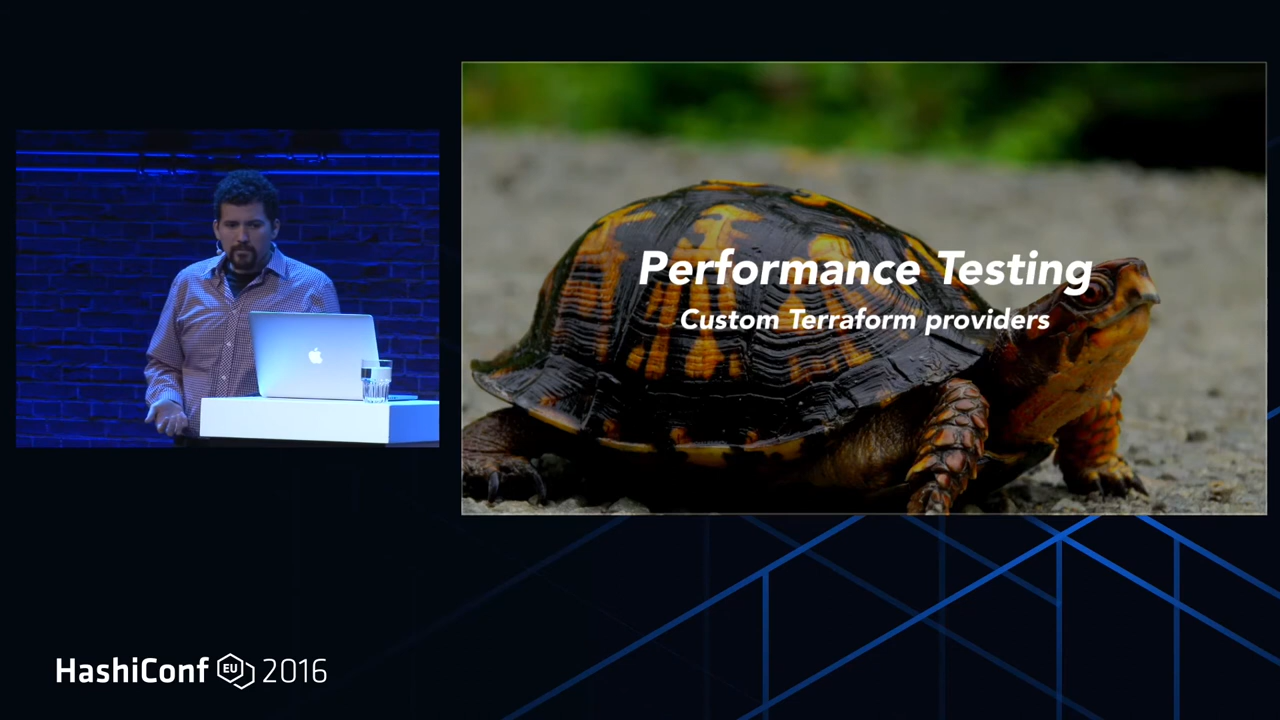 Performance Testing
Custom Terraform providers
HashiConf EU 2016